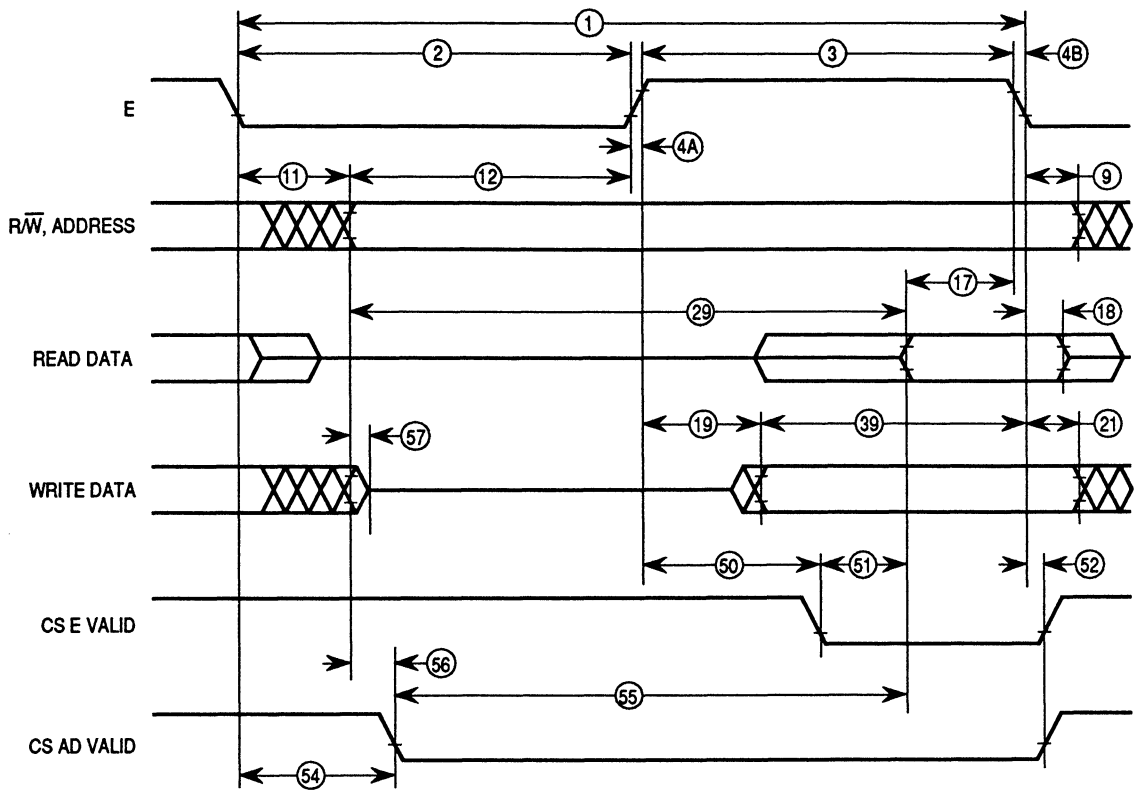 1
2 3 4B
E
4A
11 12 9
R/W̅, ADDRESS
17
29 18
READ DATA
19 39 21
57
WRITE DATA
50 51 52
CS E VALID
56
55
CS AD VALID
54